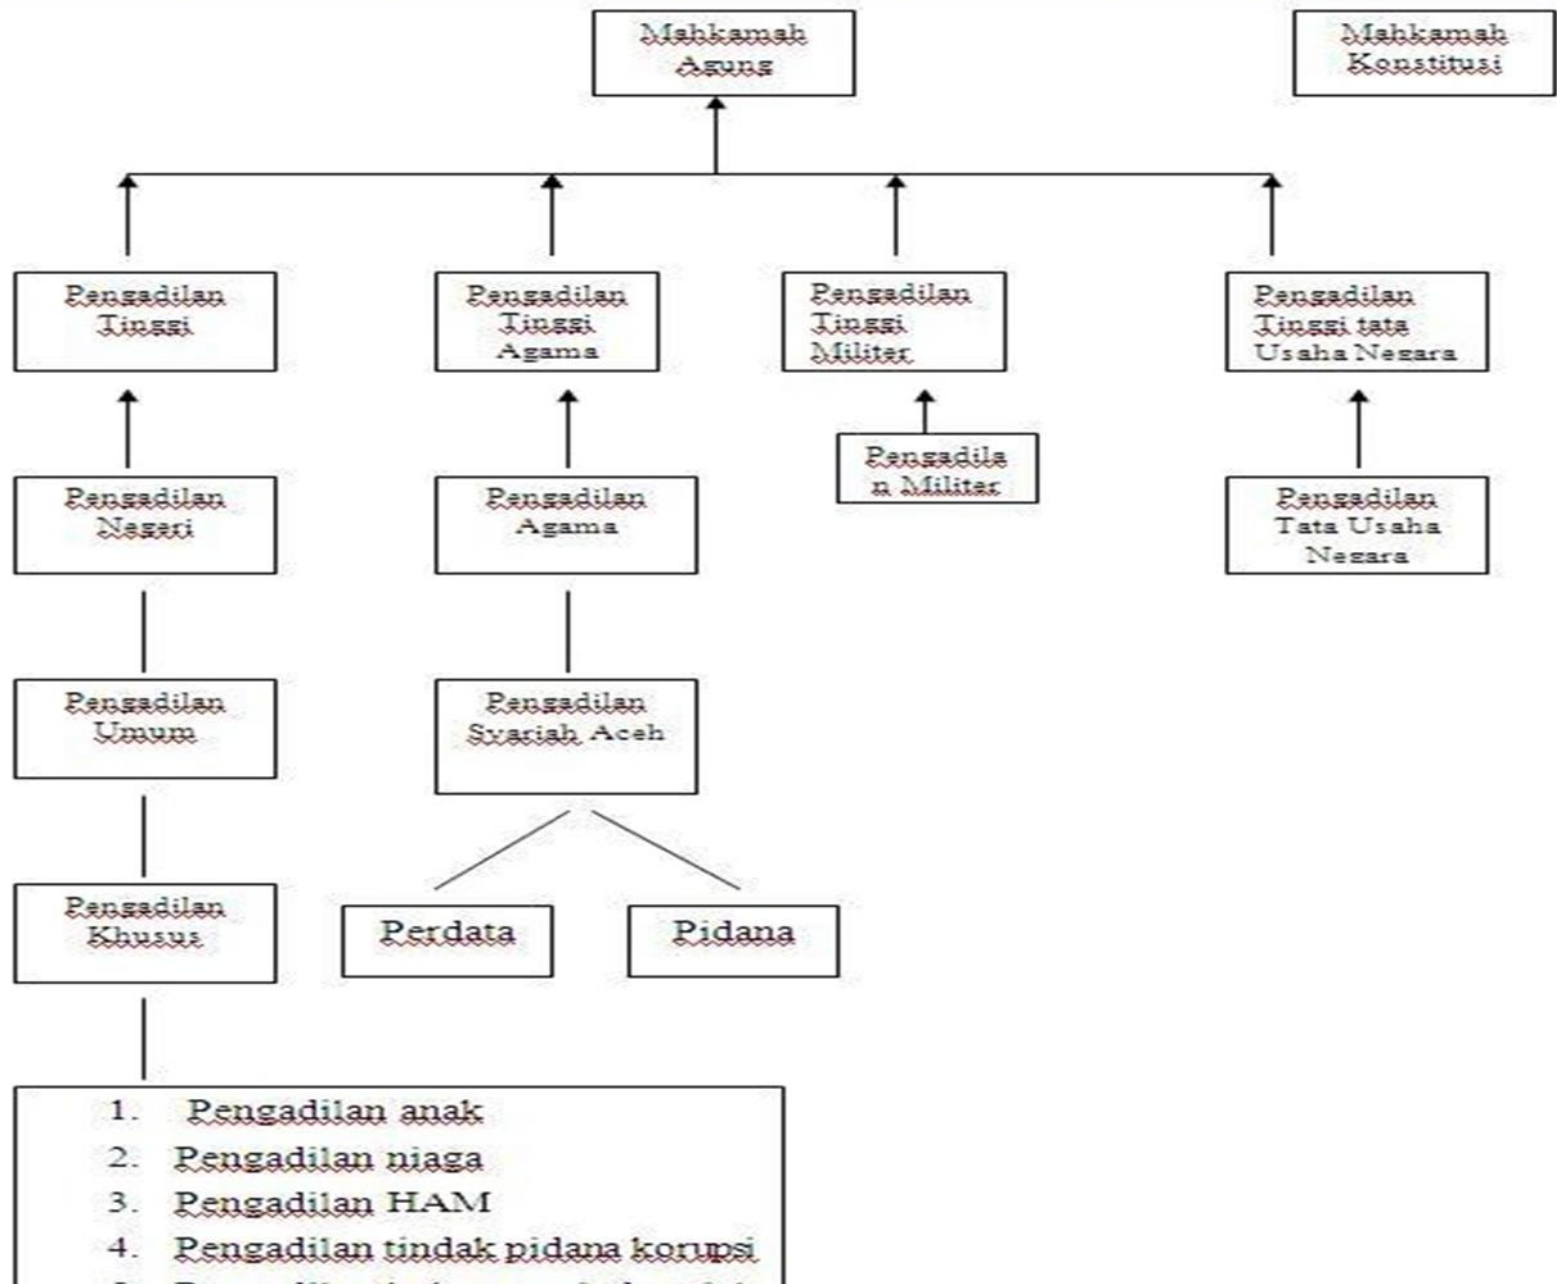 Mahkamah
Agung
Mahkamah
Konstitusi
Pengadilan
Tinggi
Pengadilan
Tinggi
Agama
Pengadilan
Tinggi
Militer
Pengadilan
Tinggi tata
Usaha Negara
Pengadila
n Militer
Pengadilan
Negeri
Pengadilan
Agama
Pengadilan
Tata Usaha
Negara
Pengadilan
Umum
Pengadilan
Syariah Aceh
Pengadilan
Khusus
Perdata
Pidana
1. Pengadilan anak
2. Pengadilan niaga
3. Pengadilan HAM
4. Pengadilan tindak pidana korupsi